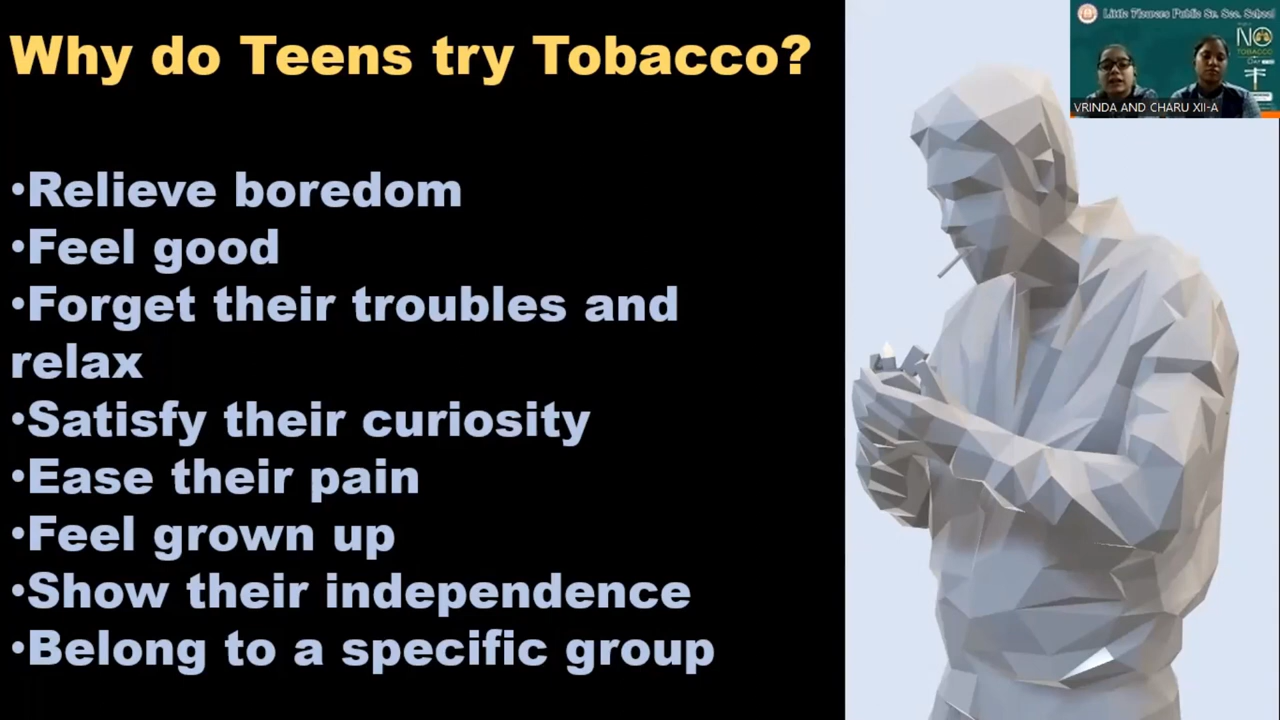 Why do Teens try Tobacco?
•Relieve boredom
•Feel good
•Forget their troubles and
relax
•Satisfy their curiosity
•Ease their pain
•Feel grown up
•Show their independence
•Belong to a specific group
Little Flowers Public Sr. Sec. School
NO
TOBACCO
DAY
VRINDA AND CHARU XII-A